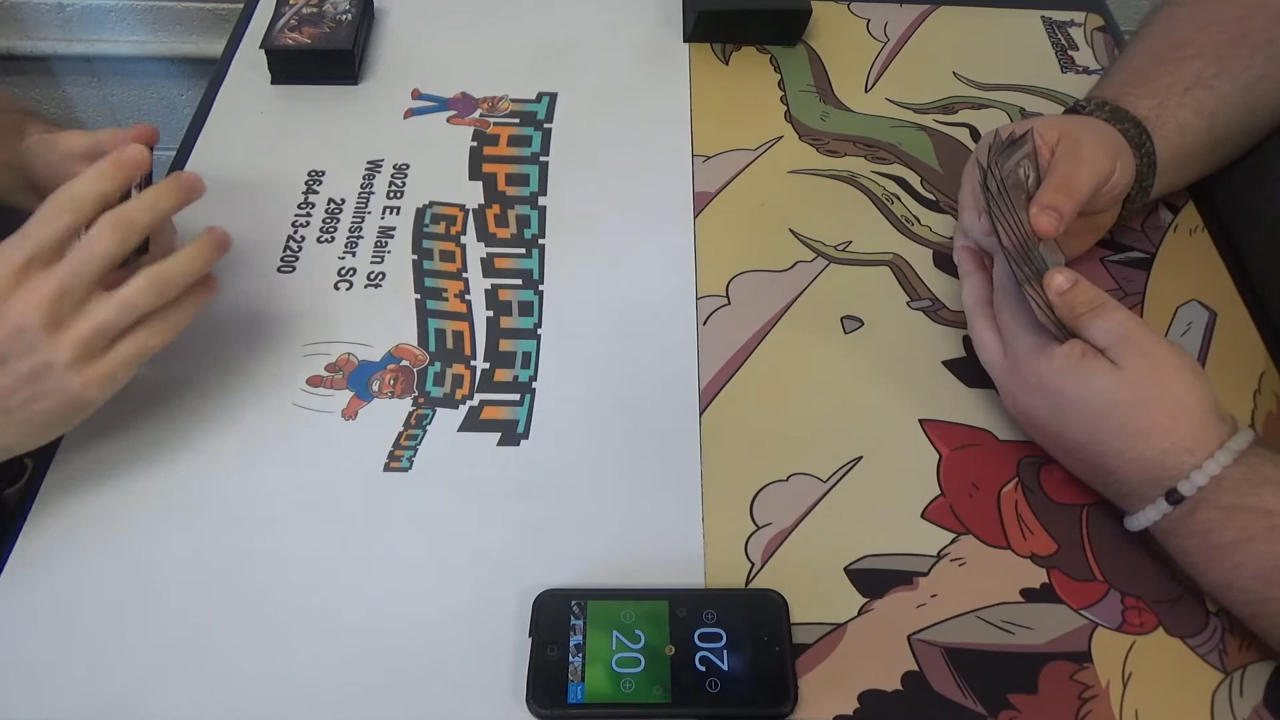 TAPSTART
GAMES.COM
902B E. Main St
Westminster, SC
29693
864-613-2200
20
20